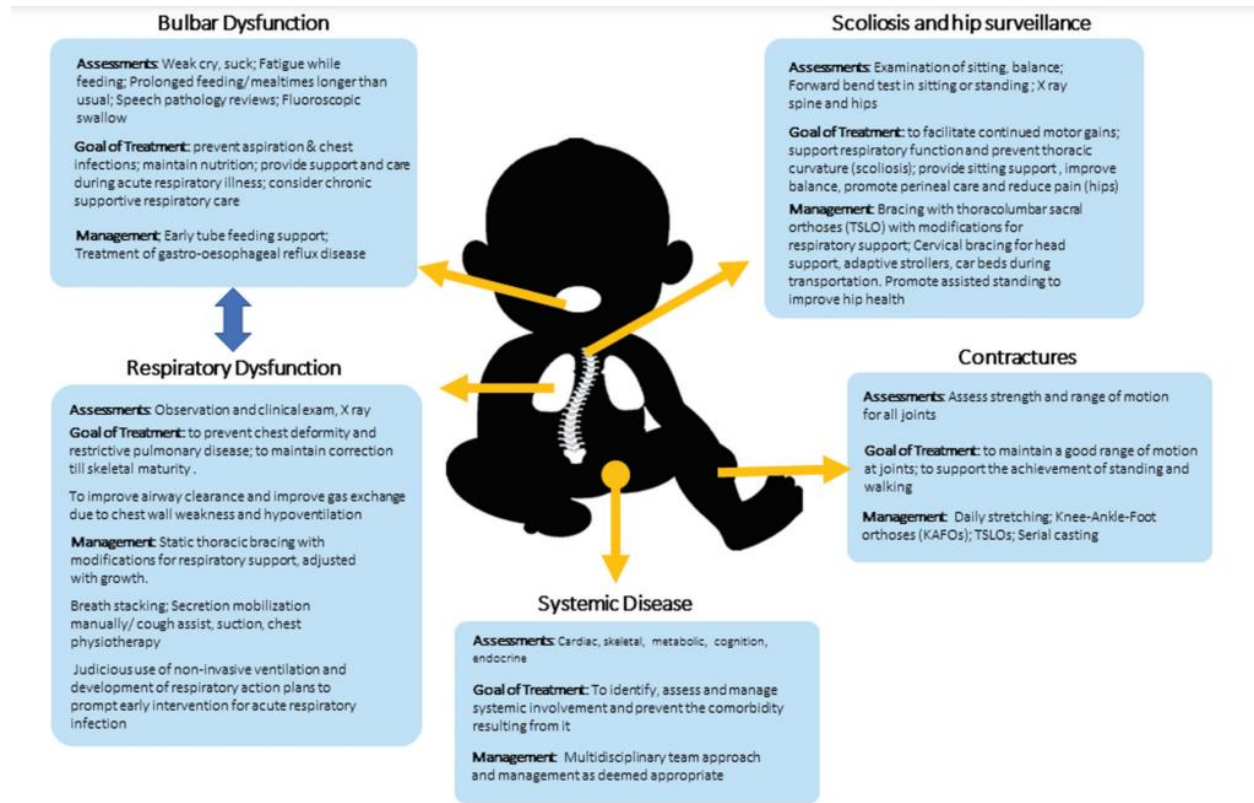 Bulbar Dysfunction
Assessments: Weak cry, suck; Fatigue while
feeding; Prolonged feeding/mealtimes longer than
usual; Speech pathology reviews; Fluoroscopic
swallow
Goal of Treatment: prevent aspiration & chest
infections; maintain nutrition; provide support and care
during acute respiratory illness; consider chronic
supportive respiratory care
Management; Early tube feeding support;
Treatment of gastro-oesophageal reflux disease
Respiratory Dysfunction
Assessments: Observation and clinical exam, X ray
Goal of Treatment: to prevent chest deformity and
restrictive pulmonary disease; to maintain correction
till skeletal maturity .
To improve airway clearance and improve gas exchange
due to chest wall weakness and hypoventilation
Management: Static thoracic bracing with
modifications for respiratory support, adjusted
with growth.
Breath stacking; Secretion mobilization
manually/ cough assist, suction, chest
physiotherapy
Judicious use of non-invasive ventilation and
development of respiratory action plans to
prompt early intervention for acute respiratory
infection
Scoliosis and hip surveillance
Assessments: Examination of sitting, balance;
Forward bend test in sitting or standing ; X ray
spine and hips
Goal of Treatment: to facilitate continued motor gains;
support respiratory function and prevent thoracic
curvature (scoliosis); provide sitting support , improve
balance, promote perineal care and reduce pain (hips)
Management: Bracing with thoracolumbar sacral
orthoses (TSLO) with modifications for
respiratory support; Cervical bracing for head
support, adaptive strollers, car beds during
transportation. Promote assisted standing to
improve hip health
Contractures
Assessments: Assess strength and range of motion
for all joints
Goal of Treatment: to maintain a good range of motion
at joints; to support the achievement of standing and
walking
Management: Daily stretching; Knee-Ankle-Foot
orthoses (KAFOs); TSLOs; Serial casting
Systemic Disease
Assessments: Cardiac, skeletal, metabolic, cognition,
endocrine
Goal of Treatment: To identify, assess and manage
systemic involvement and prevent the comorbidity
resulting from it
Management: Multidisciplinary team approach
and management as deemed appropriate